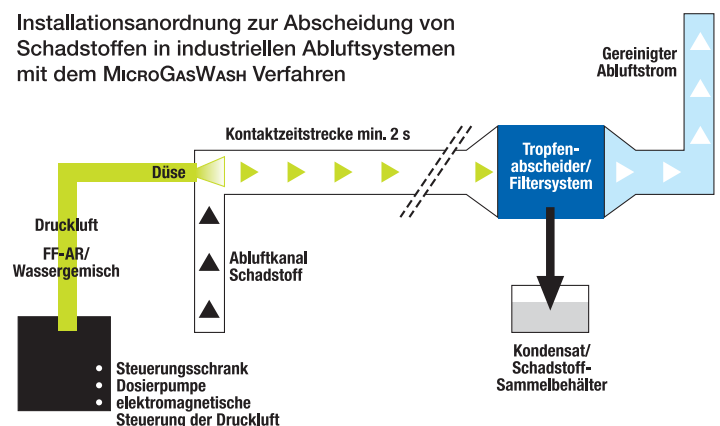 Installationsanordnung zur Abscheidung von
Schadstoffen in industriellen Abluftsystemen
mit dem MICROGASWASH Verfahren
Gereinigter
Abluftstrom
Kontaktzeitstrecke min. 2 s
Düse
Tropfen-
abscheider/
Filtersystem
Druckluft
FF-AR/
Wassergemisch
Abluftkanal
Schadstoff
Kondensat/
Schadstoff-
Sammelbehälter
• Steuerungsschrank
• Dosierpumpe
• elektromagnetische
Steuerung der Druckluft